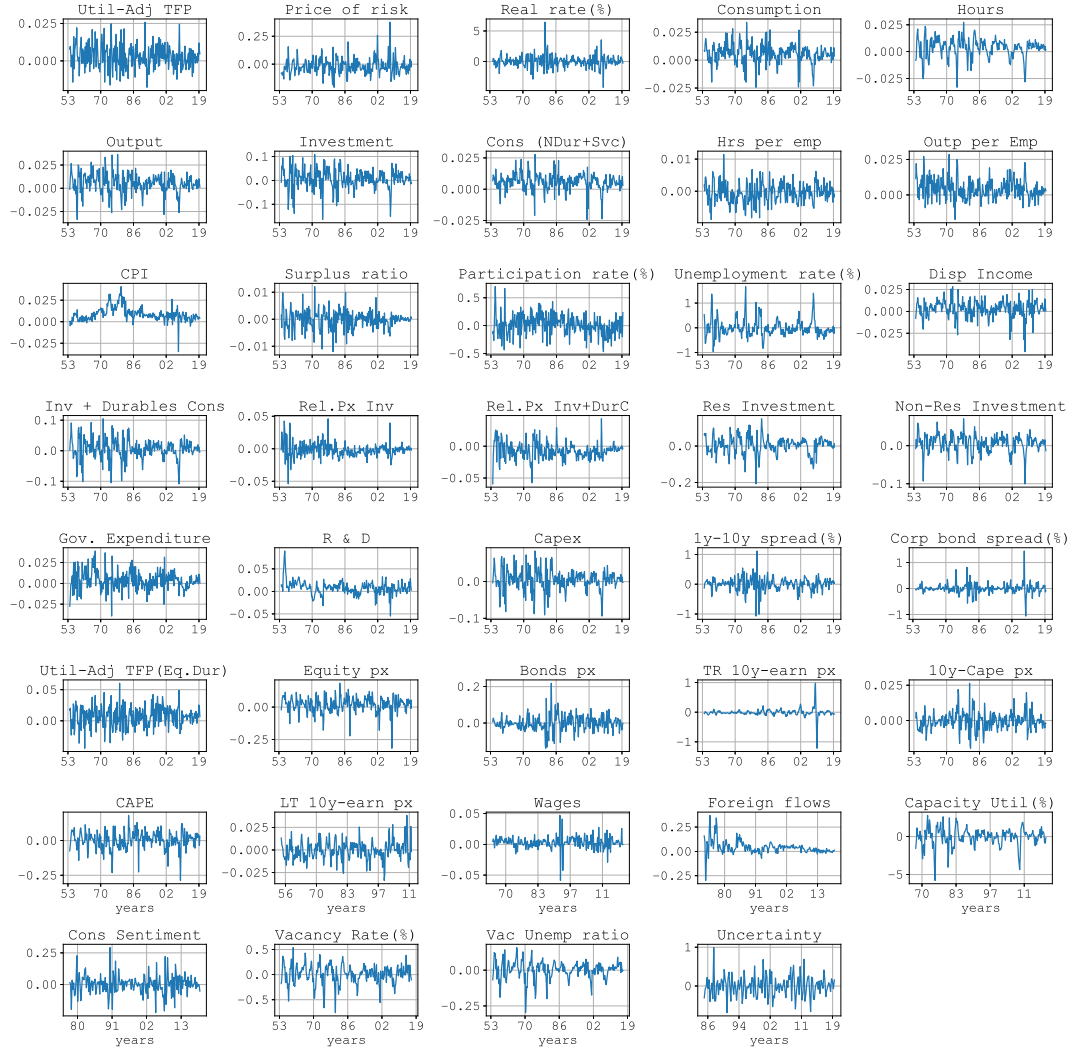 Util-Adj TFP Price of risk Real rate(%) Consumption Hours
0.025 0.25 5 0.025 0.025
0.000 0.00 0 0.000 0.000
-0.025 -0.025
53 70 86 02 19 53 70 86 02 19 53 70 86 02 19 53 70 86 02 19 53 70 86 02 19
Output Investment Cons (NDur+Svc) Hrs per emp Outp per Emp
0.025 0.1 0.025 0.01 0.025
0.000 0.0 0.000 0.00 0.000
-0.025 -0.1 -0.025
53 70 86 02 19 53 70 86 02 19 53 70 86 02 19 53 70 86 02 19 53 70 86 02 19
CPI Surplus ratio Participation rate(%) Unemployment rate(%) Disp Income
0.025 0.01 0.5 1 0.025
0.000 0.00 0.0 0 0.000
-0.025 -0.01 -0.5 -1 -0.025
53 70 86 02 19 53 70 86 02 19 53 70 86 02 19 53 70 86 02 19 53 70 86 02 19
Inv + Durables Cons Rel.Px Inv Rel.Px Inv+DurC Res Investment Non-Res Investment
0.1 0.05 0.00 0.0 0.0
0.0 0.00 -0.05 -0.2 -0.1
-0.1 -0.05
53 70 86 02 19 53 70 86 02 19 53 70 86 02 19 53 70 86 02 19 53 70 86 02 19
Gov. Expenditure R & D Capex 1y-10y spread(%) Corp bond spread(%)
0.025 0.05 0.0 1 1
0.000 0.00 -0.1 0 0
-0.025 -0.05 -1 -1
53 70 86 02 19 53 70 86 02 19 53 70 86 02 19 53 70 86 02 19 53 70 86 02 19
Util-Adj TFP(Eq.Dur) Equity px Bonds px TR 10y-earn px 10y-Cape px
0.05 0.00 0.2 1 0.025
0.00 -0.25 0.0 0 0.000
-1
53 70 86 02 19 53 70 86 02 19 53 70 86 02 19 53 70 86 02 19 53 70 86 02 19
CAPE LT 10y-earn px Wages Foreign flows Capacity Util(%)
0.00 0.025 0.05 0.25 0
-0.25 0.000 0.00 0.00 -5
-0.025 -0.05 -0.25
53 70 86 02 19 56 70 83 97 11 70 83 97 11 80 91 02 13 70 83 97 11
years years years years years
Cons Sentiment Vacancy Rate(%) Vac Unemp ratio Uncertainty
0.25 0.5 0.00 1
0.00 0.0 -0.25 0
-0.5
80 91 02 13 53 70 86 02 19 53 70 86 02 19 86 94 02 11 19
years years years years